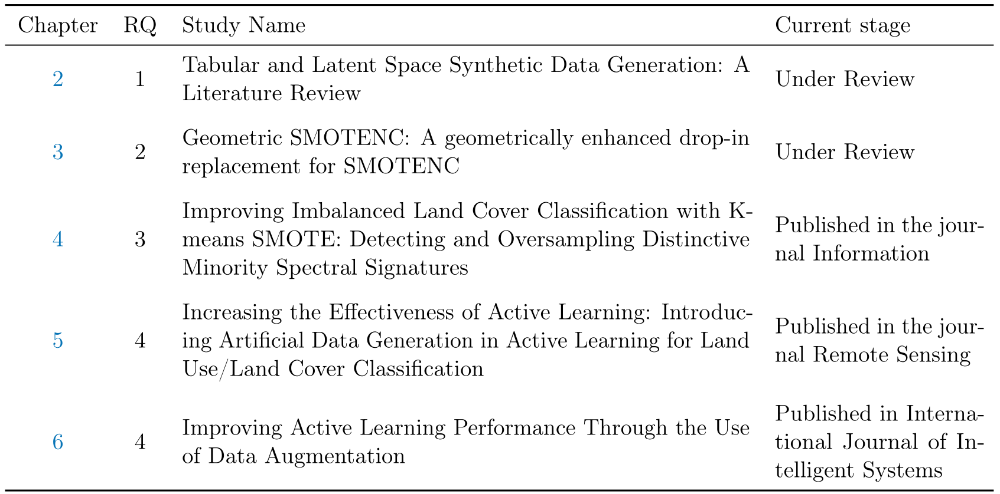 Chapter RQ Study Name Current stage
2 1 Tabular and Latent Space Synthetic Data Generation: A
Literature Review
Under Review
3 2 Geometric SMOTENC: A geometrically enhanced drop-in
replacement for SMOTENC
Under Review
4 3 Improving Imbalanced Land Cover Classification with K-
means SMOTE: Detecting and Oversampling Distinctive
Minority Spectral Signatures
Published in the jour-
nal Information
5 4 Increasing the Effectiveness of Active Learning: Introduc-
ing Artificial Data Generation in Active Learning for Land
Use/Land Cover Classification
Published in the jour-
nal Remote Sensing
6 4 Improving Active Learning Performance Through the Use
of Data Augmentation
Published in Interna-
tional Journal of In-
telligent Systems